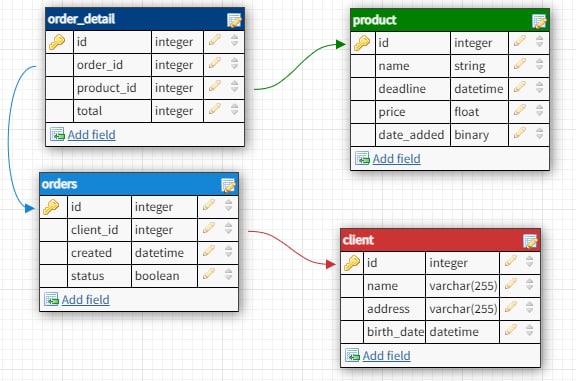 order_detail
id integer
order_id integer
product_id integer
total integer
Add field
product
id integer
name string
deadline datetime
price float
date_added binary
Add field
orders
id integer
client_id integer
created datetime
status boolean
Add field
client
id integer
name varchar(255)
address varchar(255)
birth_date datetime
Add field